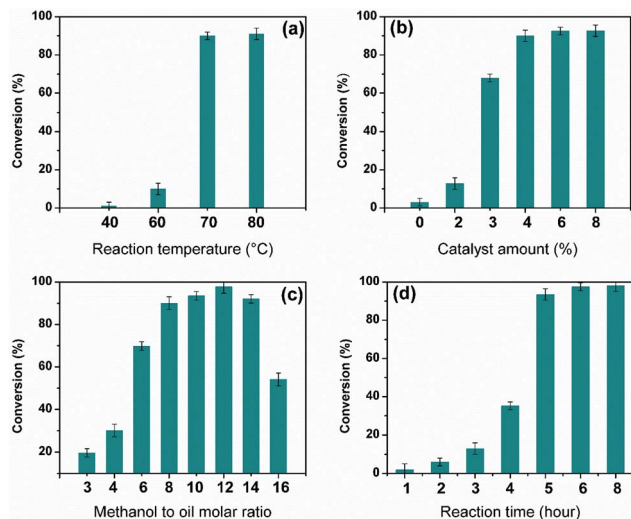 100
80
60
40
20
0
Conversion (%)
(a)
40 60 70 80
Reaction temperature (°C)
100
80
60
40
20
0
Conversion (%)
(b)
0 2 3 4 6 8
Catalyst amount (%)
100
80
60
40
20
Conversion (%)
(c)
3 4 6 8 10 12 14 16
Methanol to oil molar ratio
100
80
60
40
20
0
Conversion (%)
(d)
1 2 3 4 5 6 8
Reaction time (hour)